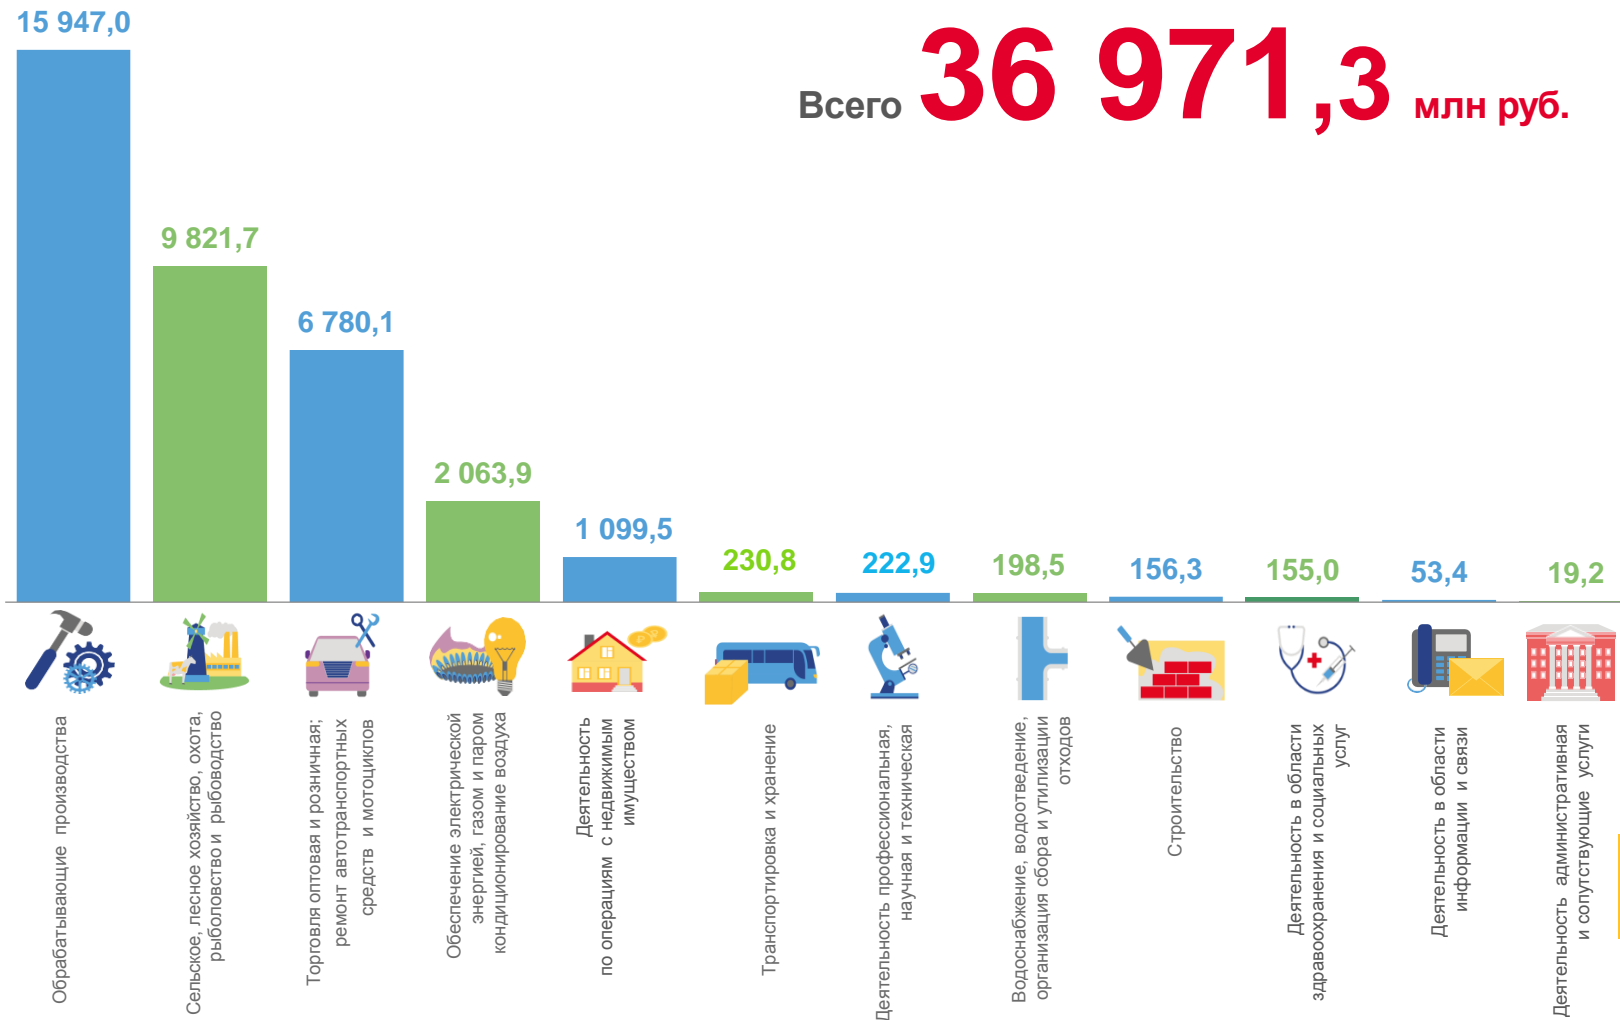 15 947,0
Всего 36 971,3 млн руб.
9 821,7
6 780,1
2 063,9
1 099,5
230,8
222,9
198,5
156,3
155,0
53,4
19,2
Обрабатывающие производства
Сельское, лесное хозяйство, охота,
рыболовство и рыбоводство
Торговля оптовая и розничная;
ремонт автотранспортных
средств и мотоциклов
Обеспечение электрической
энергией, газом и паром
кондиционирование воздуха
Деятельность
по операциям с недвижимым
имуществом
Транспортировка и хранение
Деятельность профессиональная,
научная и техническая
Водоснабжение, водоотведение,
организация сбора и утилизации
отходов
Строительство
Деятельность в области
здравоохранения и социальных
услуг
Деятельность в области
информации и связи
Деятельность административная
и сопутствующие услуги